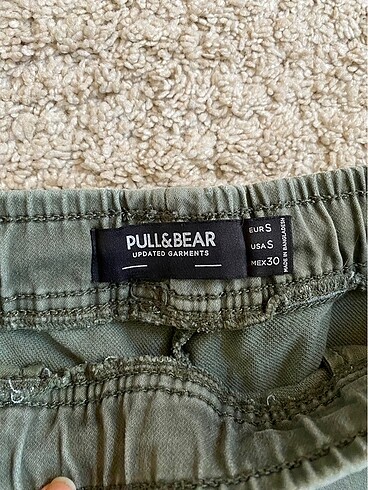 PULL&BEAR
UPDATED GARMENTS
EUR S
USA S
MEX 30
MADE IN BANGLADESH